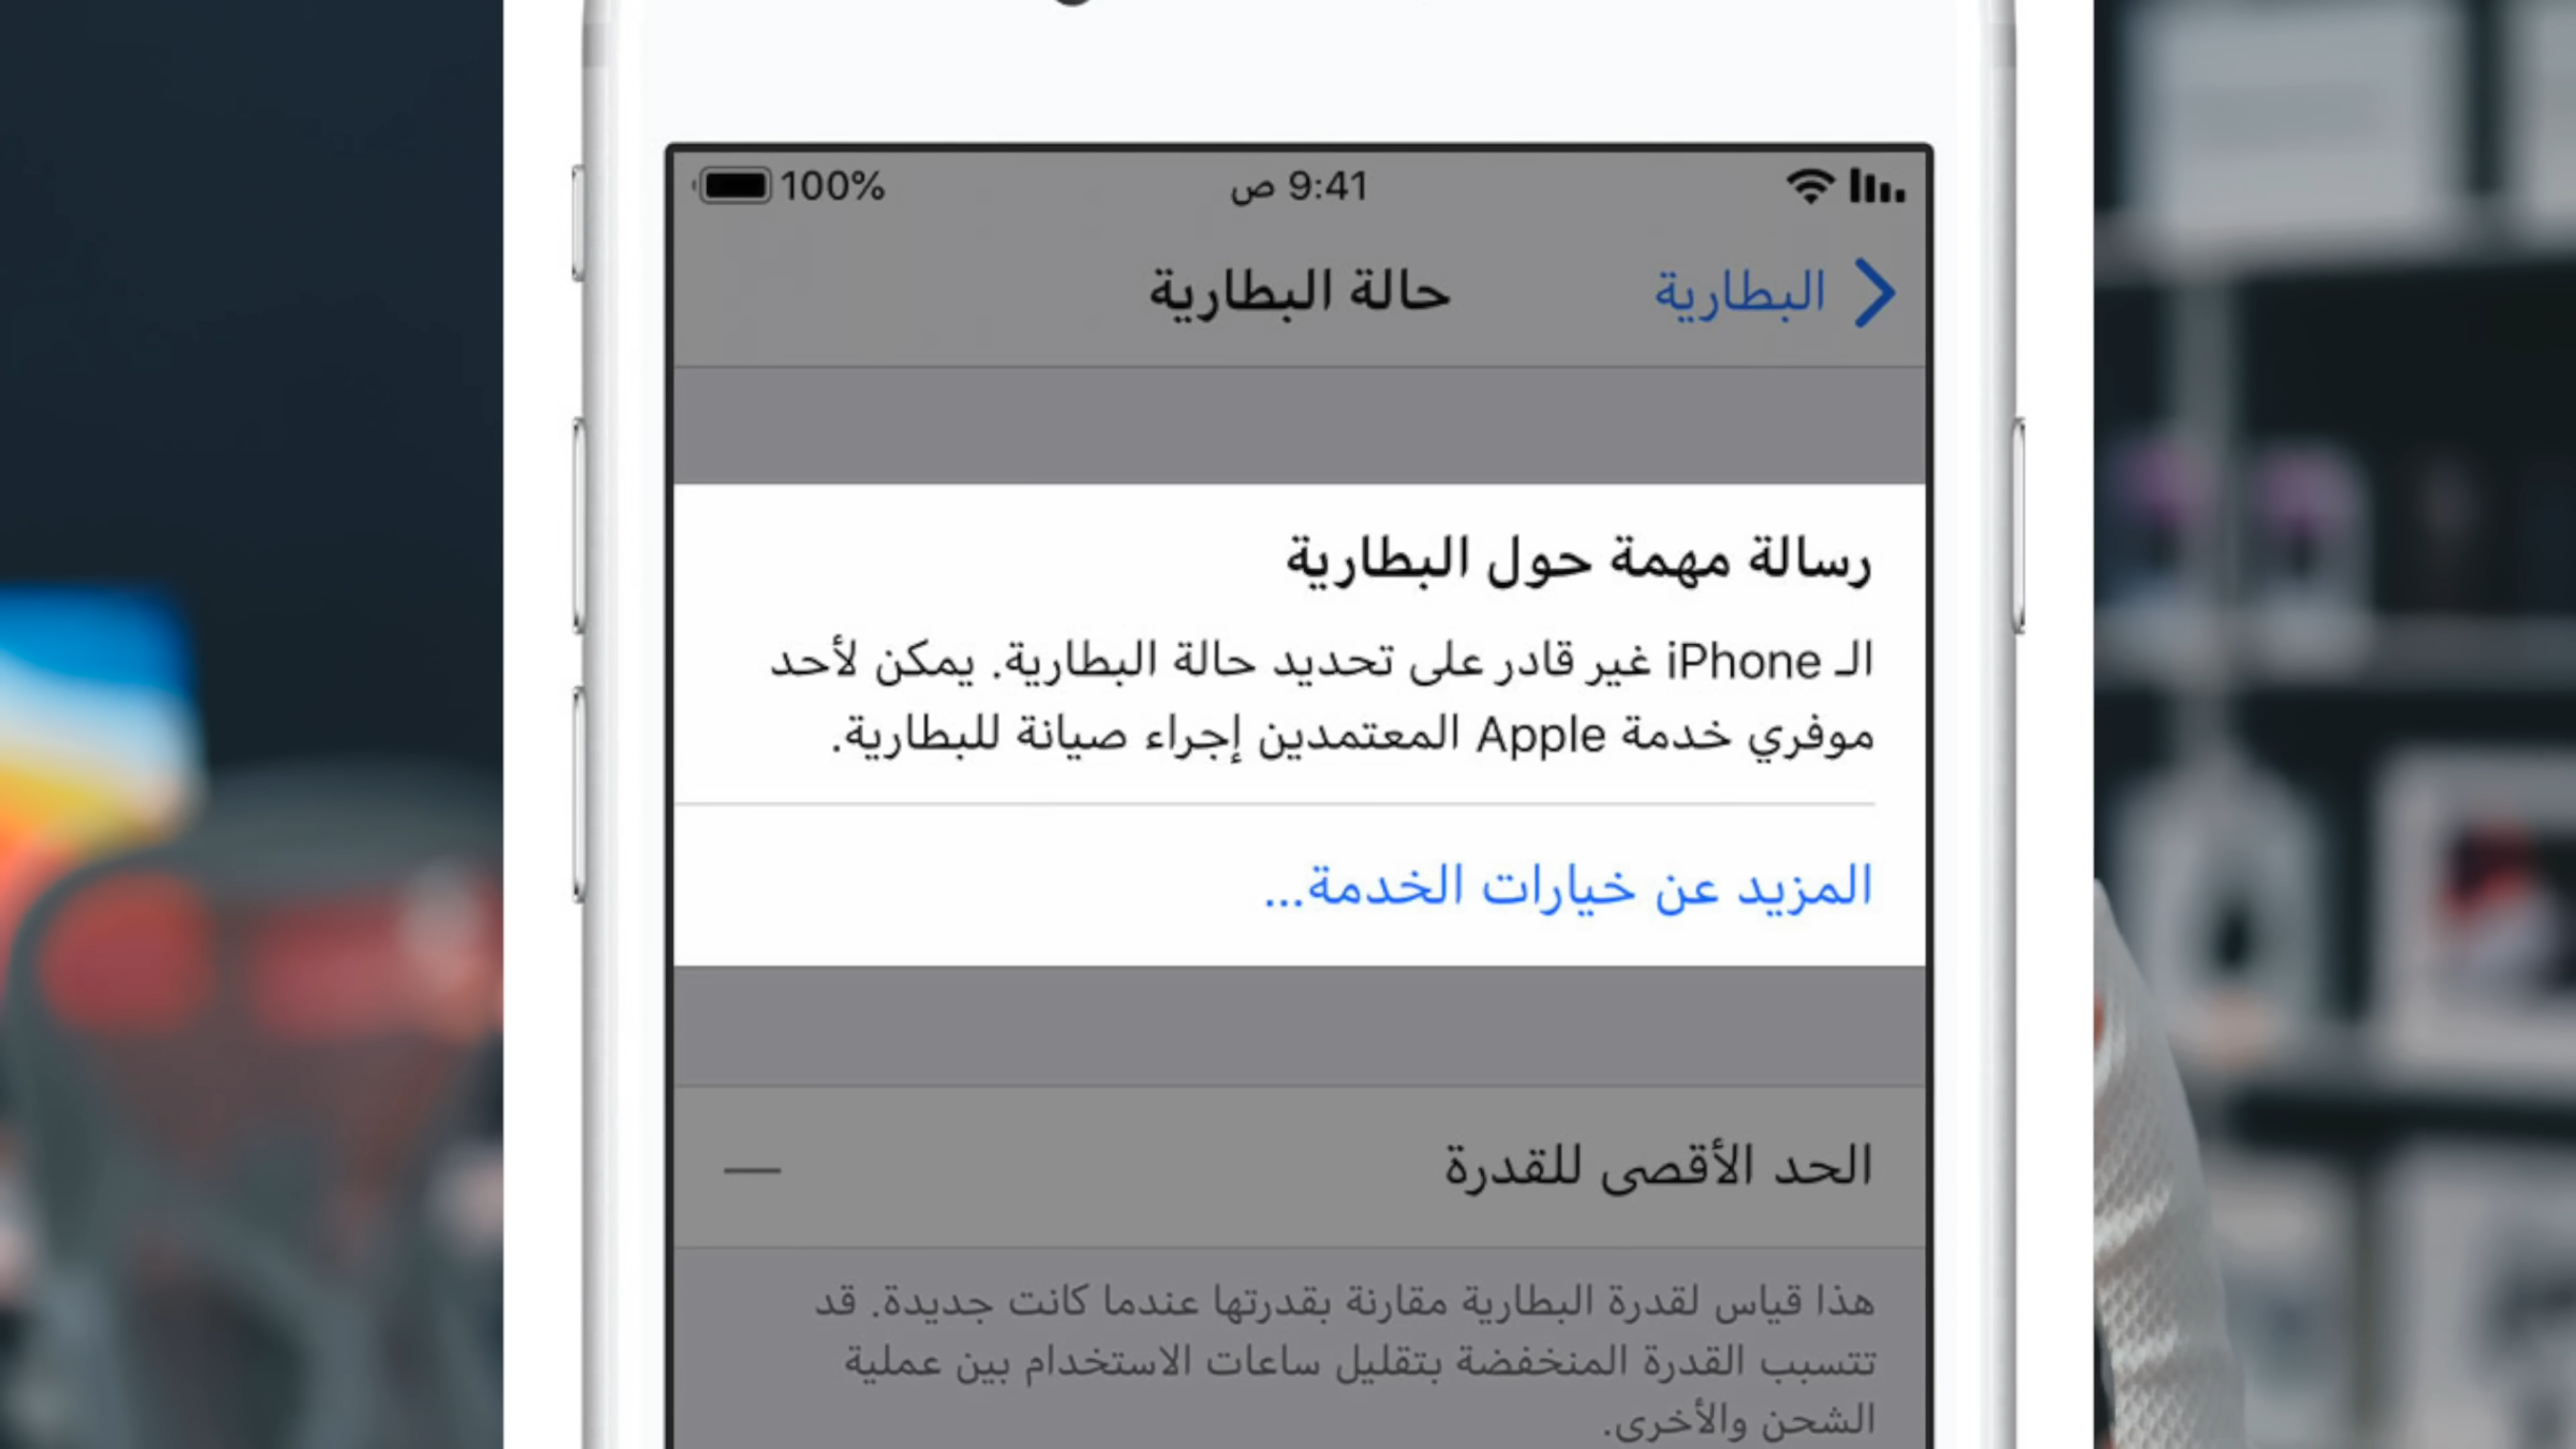 9:41 ص
100%
البطارية
حالة البطارية
رسالة مهمة حول البطارية
الـ iPhone غير قادر على تحديد حالة البطارية. يمكن لأحد
موفري خدمة Apple المعتمدين إجراء صيانة للبطارية.
المزيد عن خيارات الخدمة...
الحد الأقصى للقدرة
—
هذا قياس لقدرة البطارية مقارنة بقدرتها عندما كانت جديدة. قد
تتسبب القدرة المنخفضة بتقليل ساعات الاستخدام بين عملية
الشحن والأخرى.